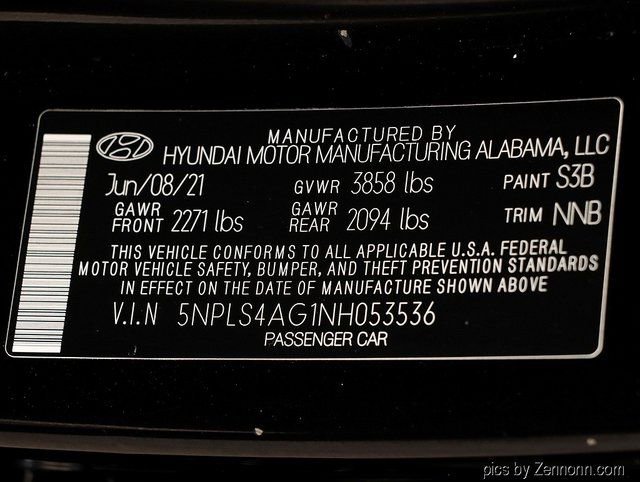 MANUFACTURED BY
HYUNDAI MOTOR MANUFACTURING ALABAMA, LLC
Jun/08/21 GVWR 3858 lbs PAINT S3B
GAWR FRONT 2271 lbs GAWR REAR 2094 lbs TRIM NNB
THIS VEHICLE CONFORMS TO ALL APPLICABLE U.S.A. FEDERAL
MOTOR VEHICLE SAFETY, BUMPER, AND THEFT PREVENTION STANDARDS
IN EFFECT ON THE DATE OF MANUFACTURE SHOWN ABOVE
V.I.N 5NPLS4AG1NH053536
PASSENGER CAR
pics by Zennonn.com